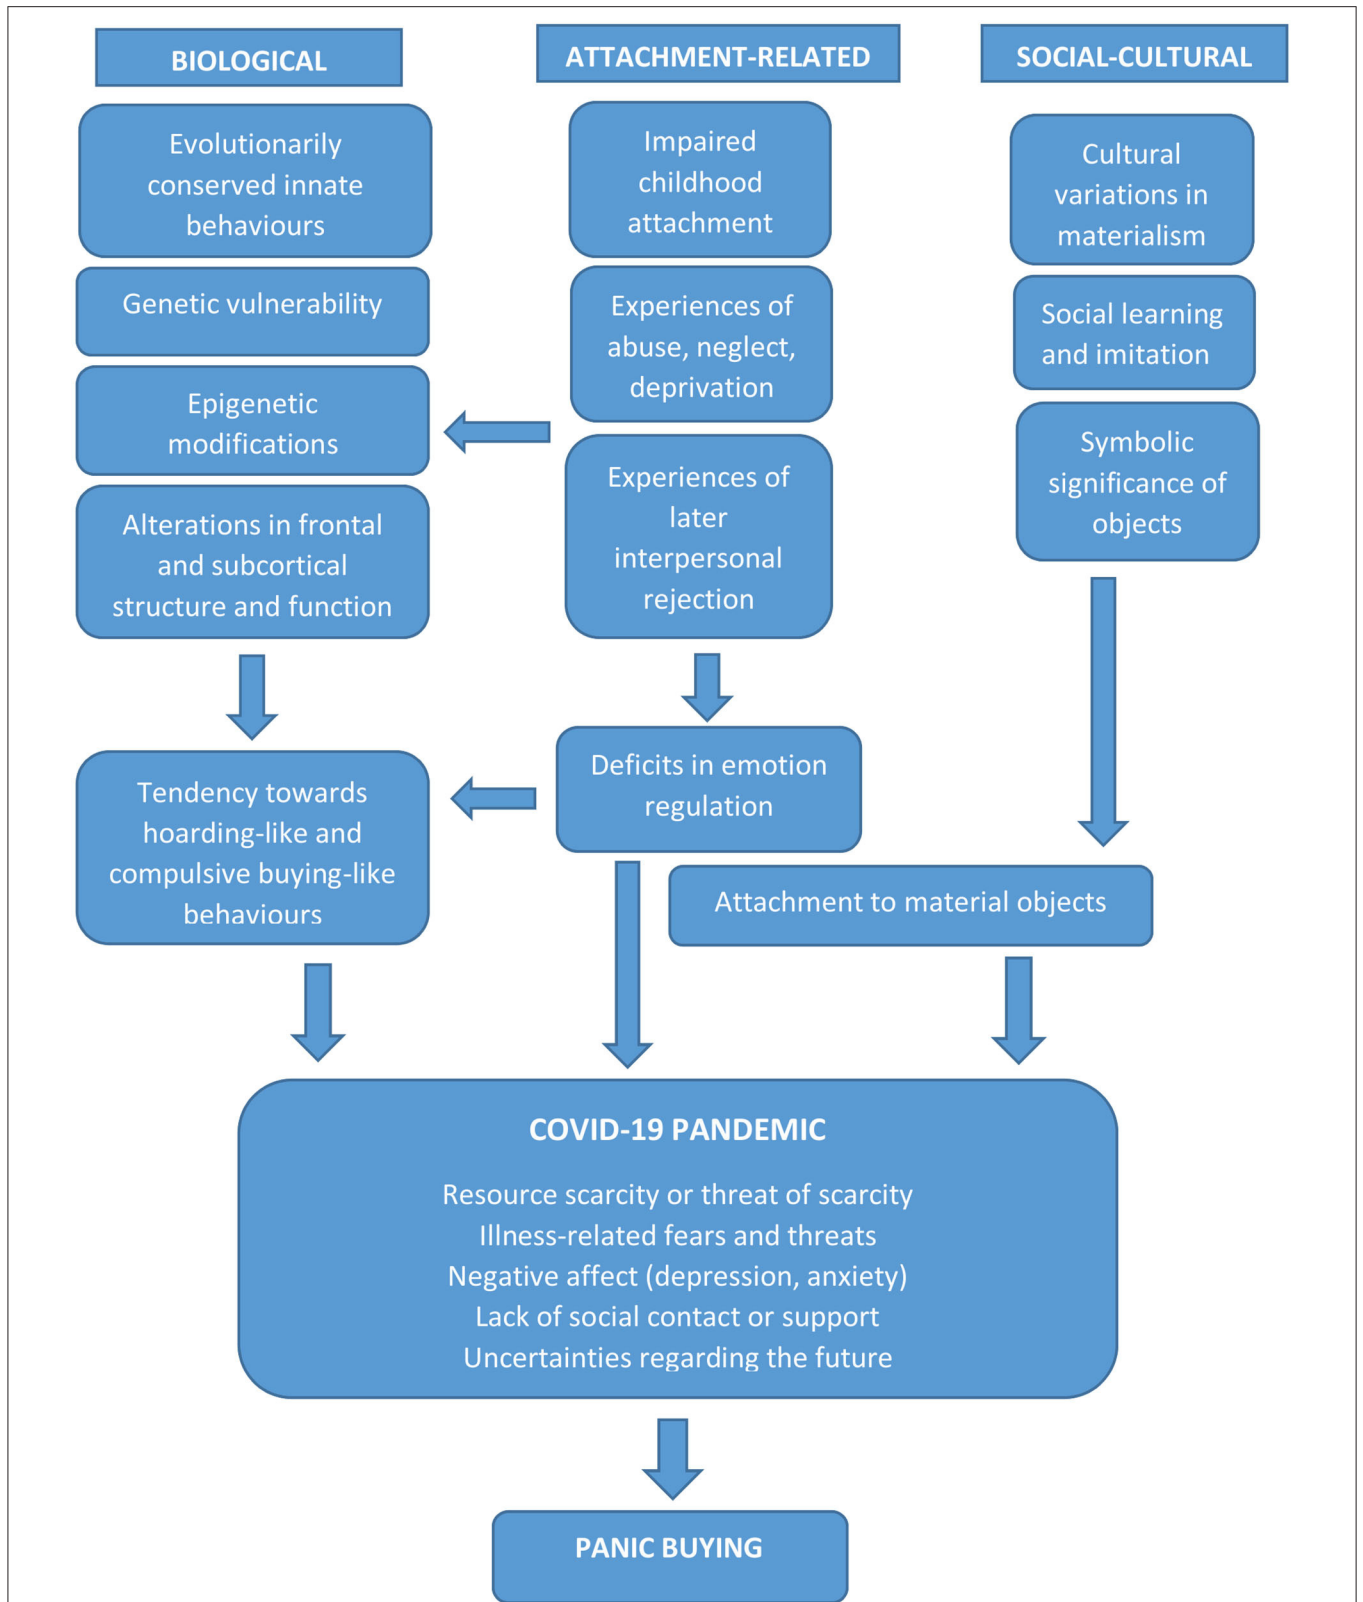 BIOLOGICAL
Evolutionarily
conserved innate
behaviours
Genetic vulnerability
Epigenetic
modifications
Alterations in frontal
and subcortical
structure and function
Tendency towards
hoarding-like and
compulsive buying-like
behaviours
ATTACHMENT-RELATED
Impaired
childhood
attachment
Experiences of
abuse, neglect,
deprivation
Experiences of
later
interpersonal
rejection
Deficits in emotion
regulation
SOCIAL-CULTURAL
Cultural
variations in
materialism
Social learning
and imitation
Symbolic
significance of
objects
Attachment to material objects
COVID-19 PANDEMIC
Resource scarcity or threat of scarcity
Illness-related fears and threats
Negative affect (depression, anxiety)
Lack of social contact or support
Uncertainties regarding the future
PANIC BUYING